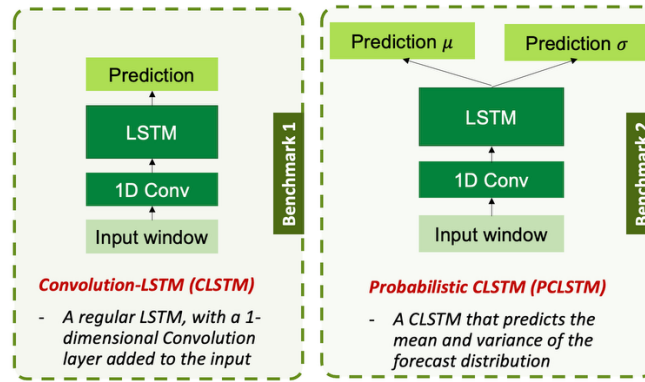 Prediction
LSTM
1D Conv
Input window
Benchmark 1
Convolution-LSTM (CLSTM)
- A regular LSTM, with a 1-
dimensional Convolution
layer added to the input
Prediction μ
Prediction σ
LSTM
1D Conv
Input window
Benchmark 2
Probabilistic CLSTM (PCLSTM)
- A CLSTM that predicts the
mean and variance of the
forecast distribution